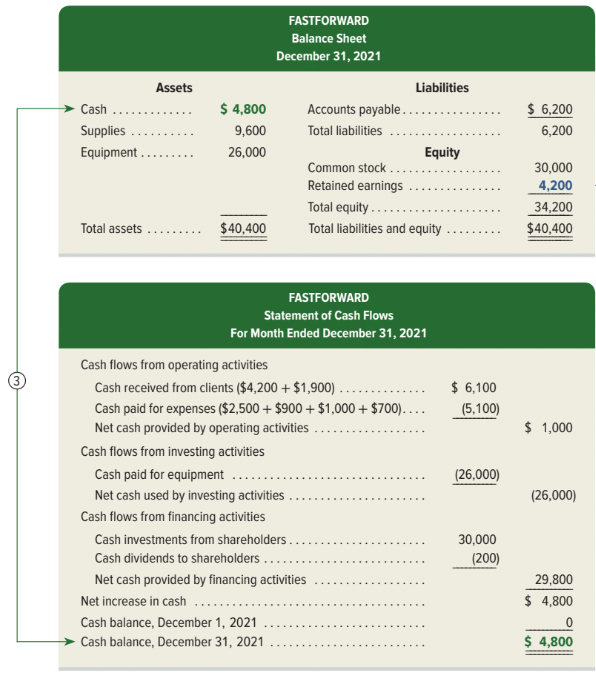 FASTFORWARD
Balance Sheet
December 31, 2021
Assets Liabilities
Cash ............. $ 4,800 Accounts payable ............... $ 6,200
Supplies .......... 9,600 Total liabilities ................ 6,200
Equipment ......... 26,000 Equity
Common stock ................. 30,000
Retained earnings .............. 4,200
Total equity .................... 34,200
Total assets ......... $40,400 Total liabilities and equity ......... $40,400
FASTFORWARD
Statement of Cash Flows
For Month Ended December 31, 2021
3
Cash flows from operating activities
Cash received from clients ($4,200 + $1,900) .............. $ 6,100
Cash paid for expenses ($2,500 + $900 + $1,000 + $700) .... (5,100)
Net cash provided by operating activities .................. $ 1,000
Cash flows from investing activities
Cash paid for equipment ............................... (26,000)
Net cash used by investing activities ...................... (26,000)
Cash flows from financing activities
Cash investments from shareholders ...................... 30,000
Cash dividends to shareholders .......................... (200)
Net cash provided by financing activities .................. 29,800
Net increase in cash ..................................... $ 4,800
Cash balance, December 1, 2021 .......................... 0
Cash balance, December 31, 2021 ......................... $ 4,800